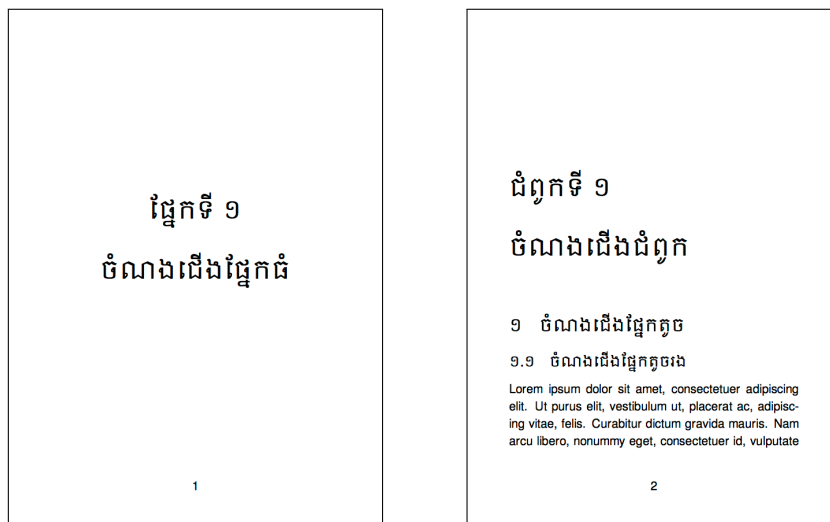 ផ្នែកទី ១
ចំណងជើងផ្នែកធំ
1
ជំពូកទី ១
ចំណងជើងជំពូក
១ ចំណងជើងផ្នែកតូច
១.១ ចំណងជើងផ្នែកតូចរង
Lorem ipsum dolor sit amet, consectetuer adipiscing
elit. Ut purus elit, vestibulum ut, placerat ac, adipisc-
ing vitae, felis. Curabitur dictum gravida mauris. Nam
arcu libero, nonummy eget, consectetuer id, vulputate
2